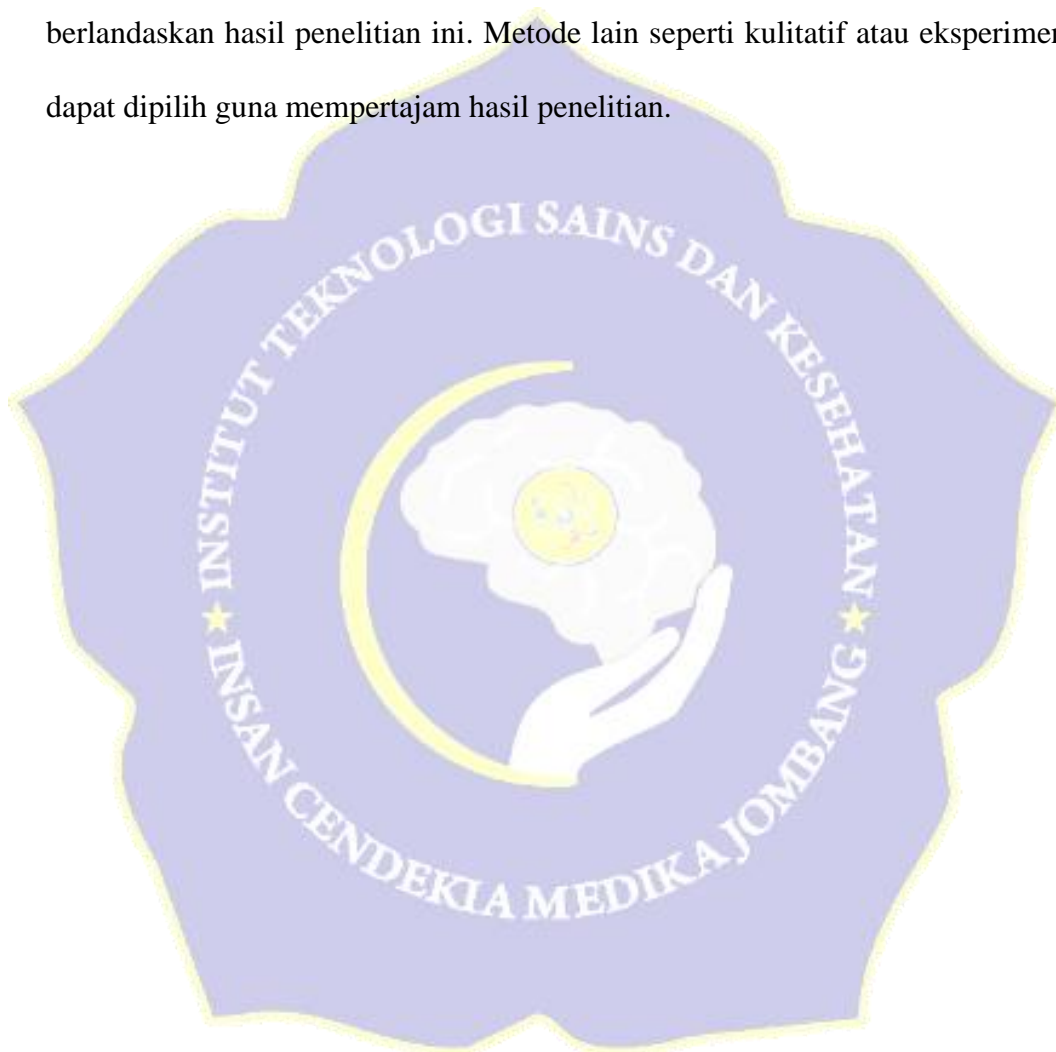 berlandaskan hasil penelitian ini. Metode lain seperti kulitatif atau eksperimen
dapat dipilih guna mempertajam hasil penelitian.
INSTITUT TEKNOLOGI SAINS DAN KESEHATAN
INSAN CENDEKIA MEDIKA JOMBANG